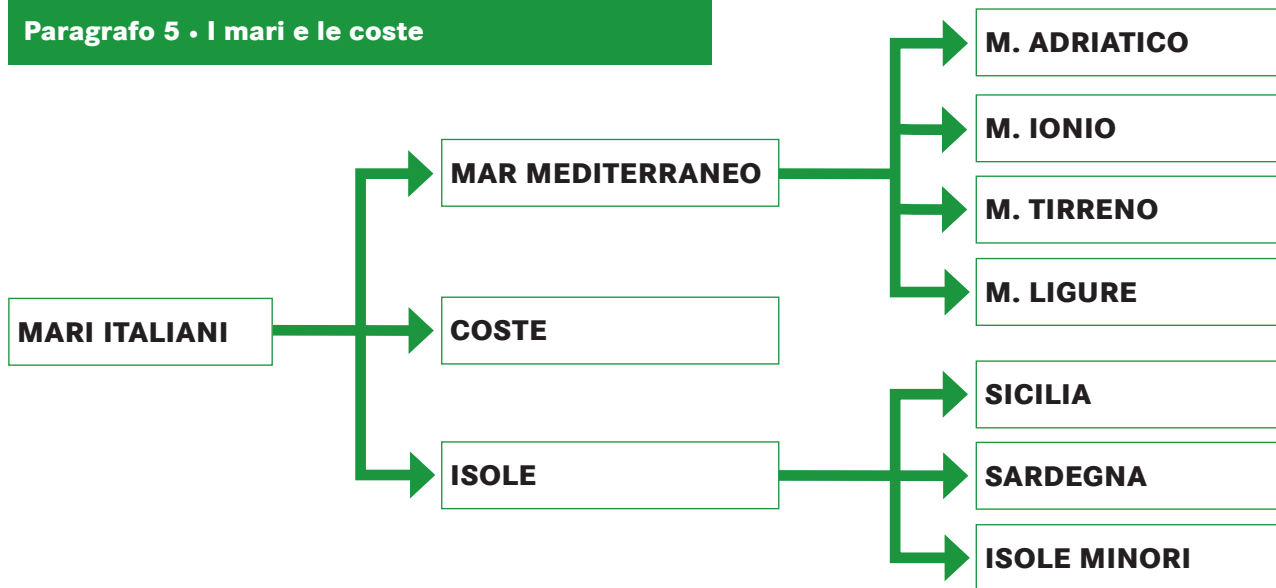 Paragrafo 5 • I mari e le coste
MARI ITALIANI
MAR MEDITERRANEO
M. ADRIATICO
M. IONIO
M. TIRRENO
M. LIGURE
COSTE
ISOLE
SICILIA
SARDEGNA
ISOLE MINORI